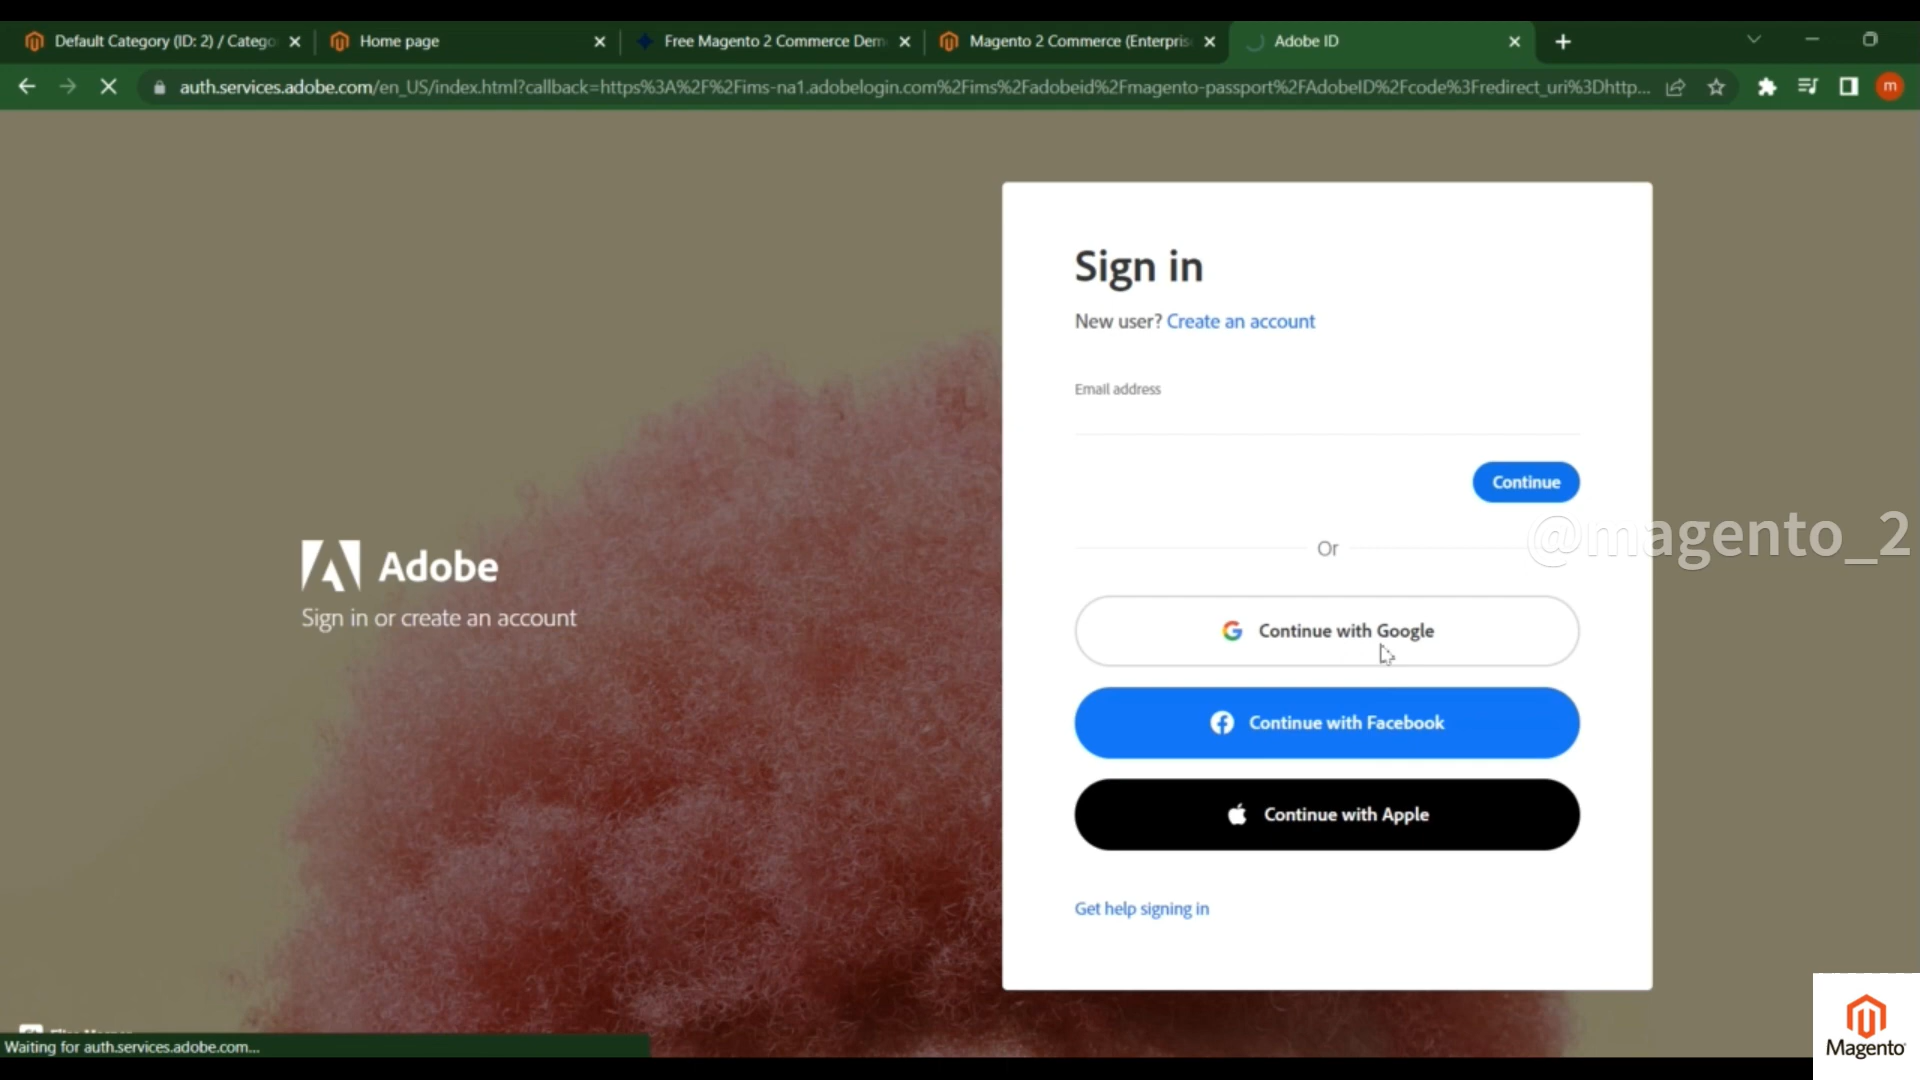 Default Category (ID: 2) / Catego
Home page
Free Magento 2 Commerce Dem
Magento 2 Commerce (Enterpris
Adobe ID
auth.services.adobe.com/en_US/index.html?callback=https%3A%2F%2Fims-na1.adobelogin.com%2Fims%2Fadobeid%2Fmagento-passport%2FAdobeID%2Fcode%3Fredirect_uri%3Dhttp...
m
Sign in
New user? Create an account
Email address
Continue
@magento_2
Or
Adobe
Sign in or create an account
Continue with Google
Continue with Facebook
Continue with Apple
Get help signing in
Waiting for auth.services.adobe.com...
Magento